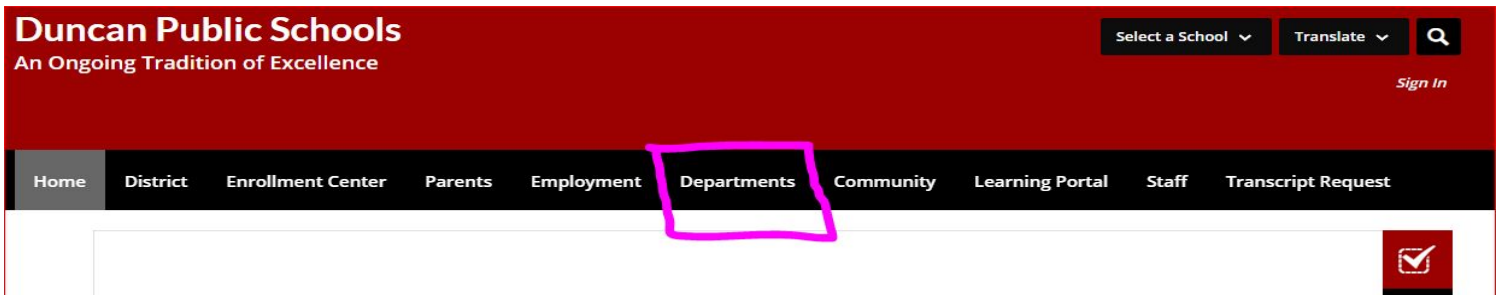 Duncan Public Schools
An Ongoing Tradition of Excellence
Select a School Translate
Sign In
Home District Enrollment Center Parents Employment Departments Community Learning Portal Staff Transcript Request